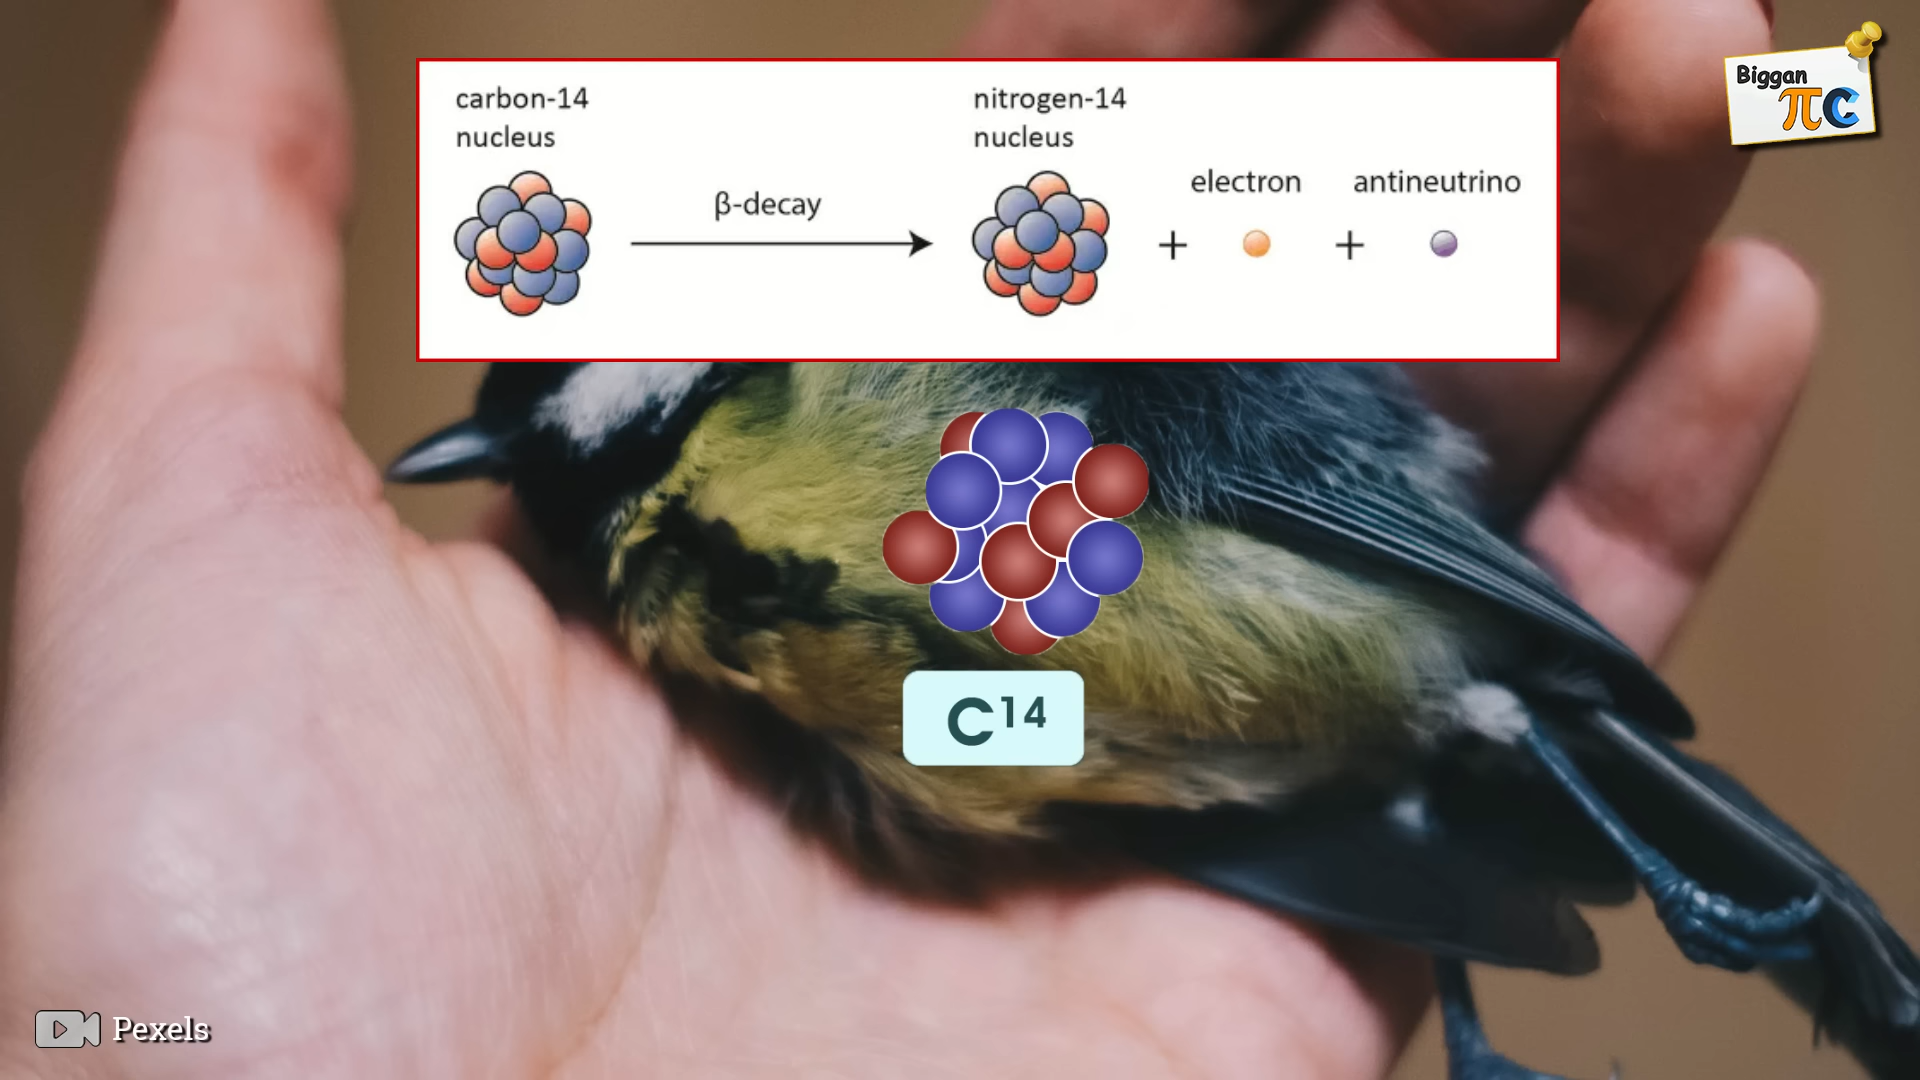 carbon-14
nucleus
β-decay
nitrogen-14
nucleus
+
electron
+
antineutrino
Biggan
πC
C¹⁴
Pexels